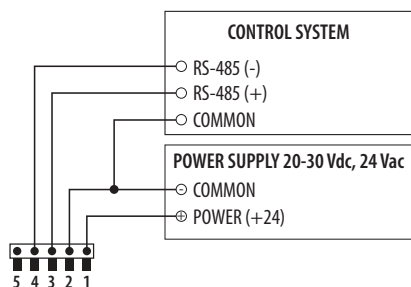 CONTROL SYSTEM
RS-485 (-)
RS-485 (+)
COMMON
POWER SUPPLY 20-30 Vdc, 24 Vac
COMMON
POWER (+24)
5 4 3 2 1